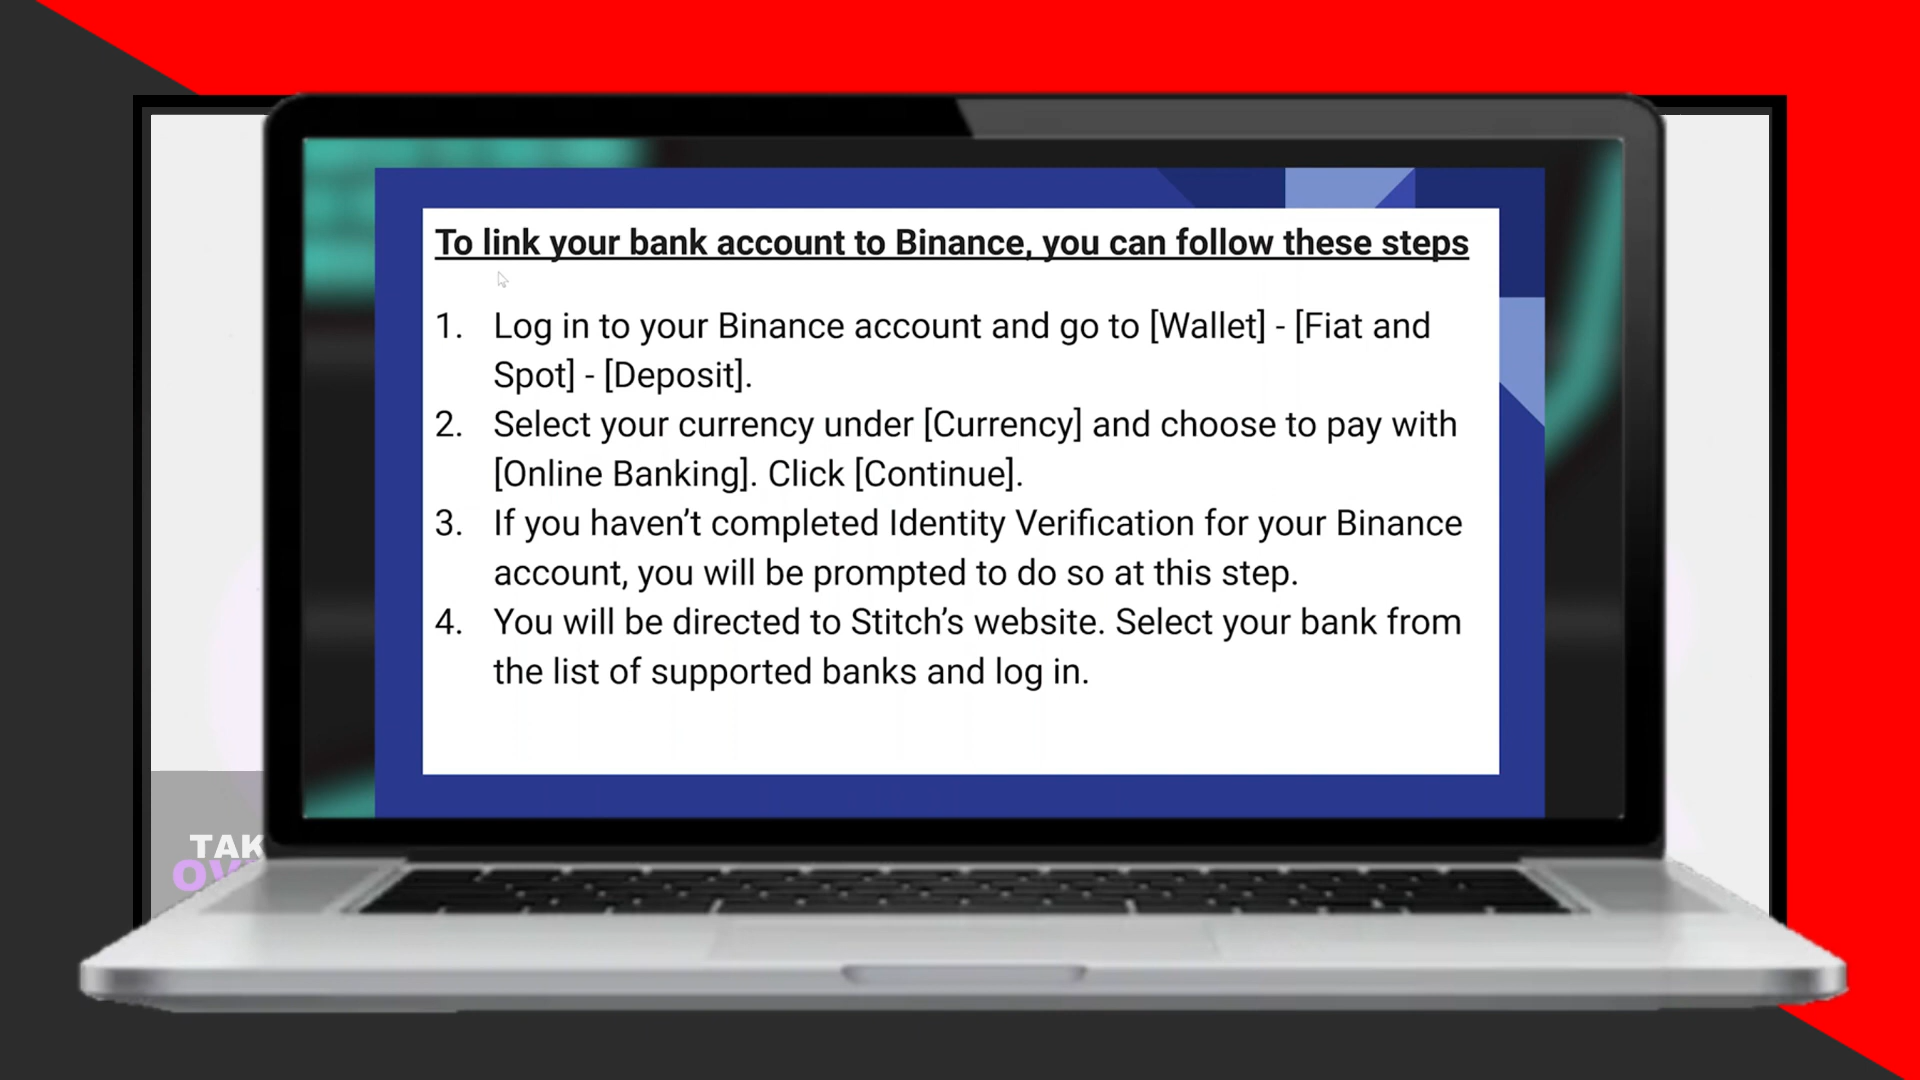 To link your bank account to Binance, you can follow these steps
1. Log in to your Binance account and go to [Wallet] - [Fiat and
Spot] - [Deposit].
2. Select your currency under [Currency] and choose to pay with
[Online Banking]. Click [Continue].
3. If you haven’t completed Identity Verification for your Binance
account, you will be prompted to do so at this step.
4. You will be directed to Stitch’s website. Select your bank from
the list of supported banks and log in.
TAK